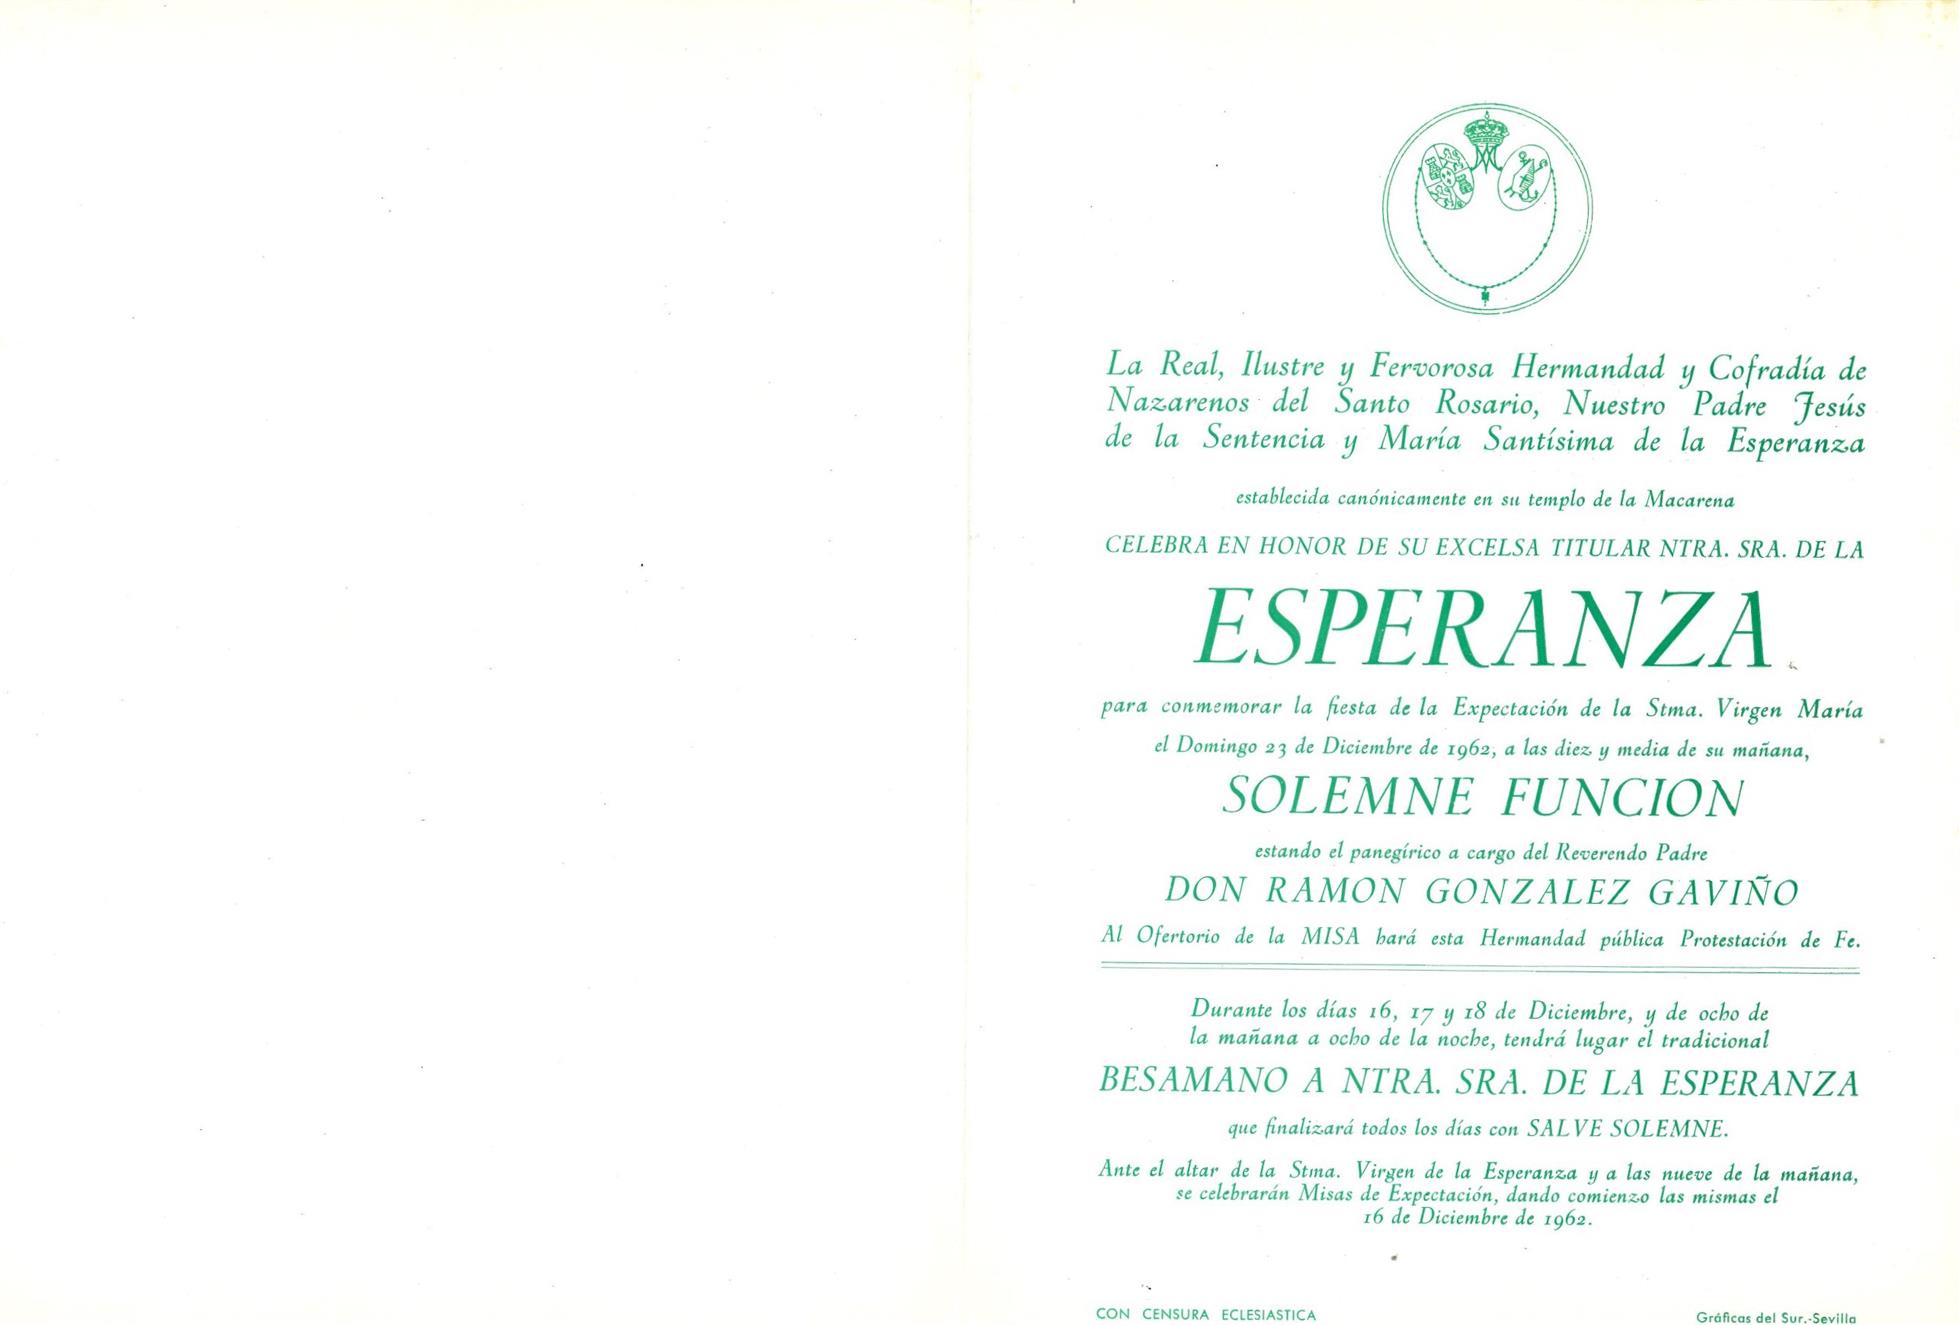 La Real, Ilustre y Fervorosa Hermandad y Cofradía de
Nazarenos del Santo Rosario, Nuestro Padre Jesús
de la Sentencia y María Santísima de la Esperanza
establecida canónicamente en su templo de la Macarena
CELEBRA EN HONOR DE SU EXCELSA TITULAR NTRA. SRA. DE LA
ESPERANZA
para conmemorar la fiesta de la Expectación de la Stma. Virgen María
el Domingo 23 de Diciembre de 1962, a las diez y media de su mañana,
SOLEMNE FUNCION
estando el panegírico a cargo del Reverendo Padre
DON RAMON GONZALEZ GAVIÑO
Al Ofertorio de la MISA hará esta Hermandad pública Protestación de Fe.
Durante los días 16, 17 y 18 de Diciembre, y de ocho de
la mañana a ocho de la noche, tendrá lugar el tradicional
BESAMANO A NTRA. SRA. DE LA ESPERANZA
que finalizará todos los días con SALVE SOLEMNE.
Ante el altar de la Stma. Virgen de la Esperanza y a las nueve de la mañana,
se celebrarán Misas de Expectación, dando comienzo las mismas el
16 de Diciembre de 1962.
CON CENSURA ECLESIASTICA
Gráficas del Sur.-Sevilla